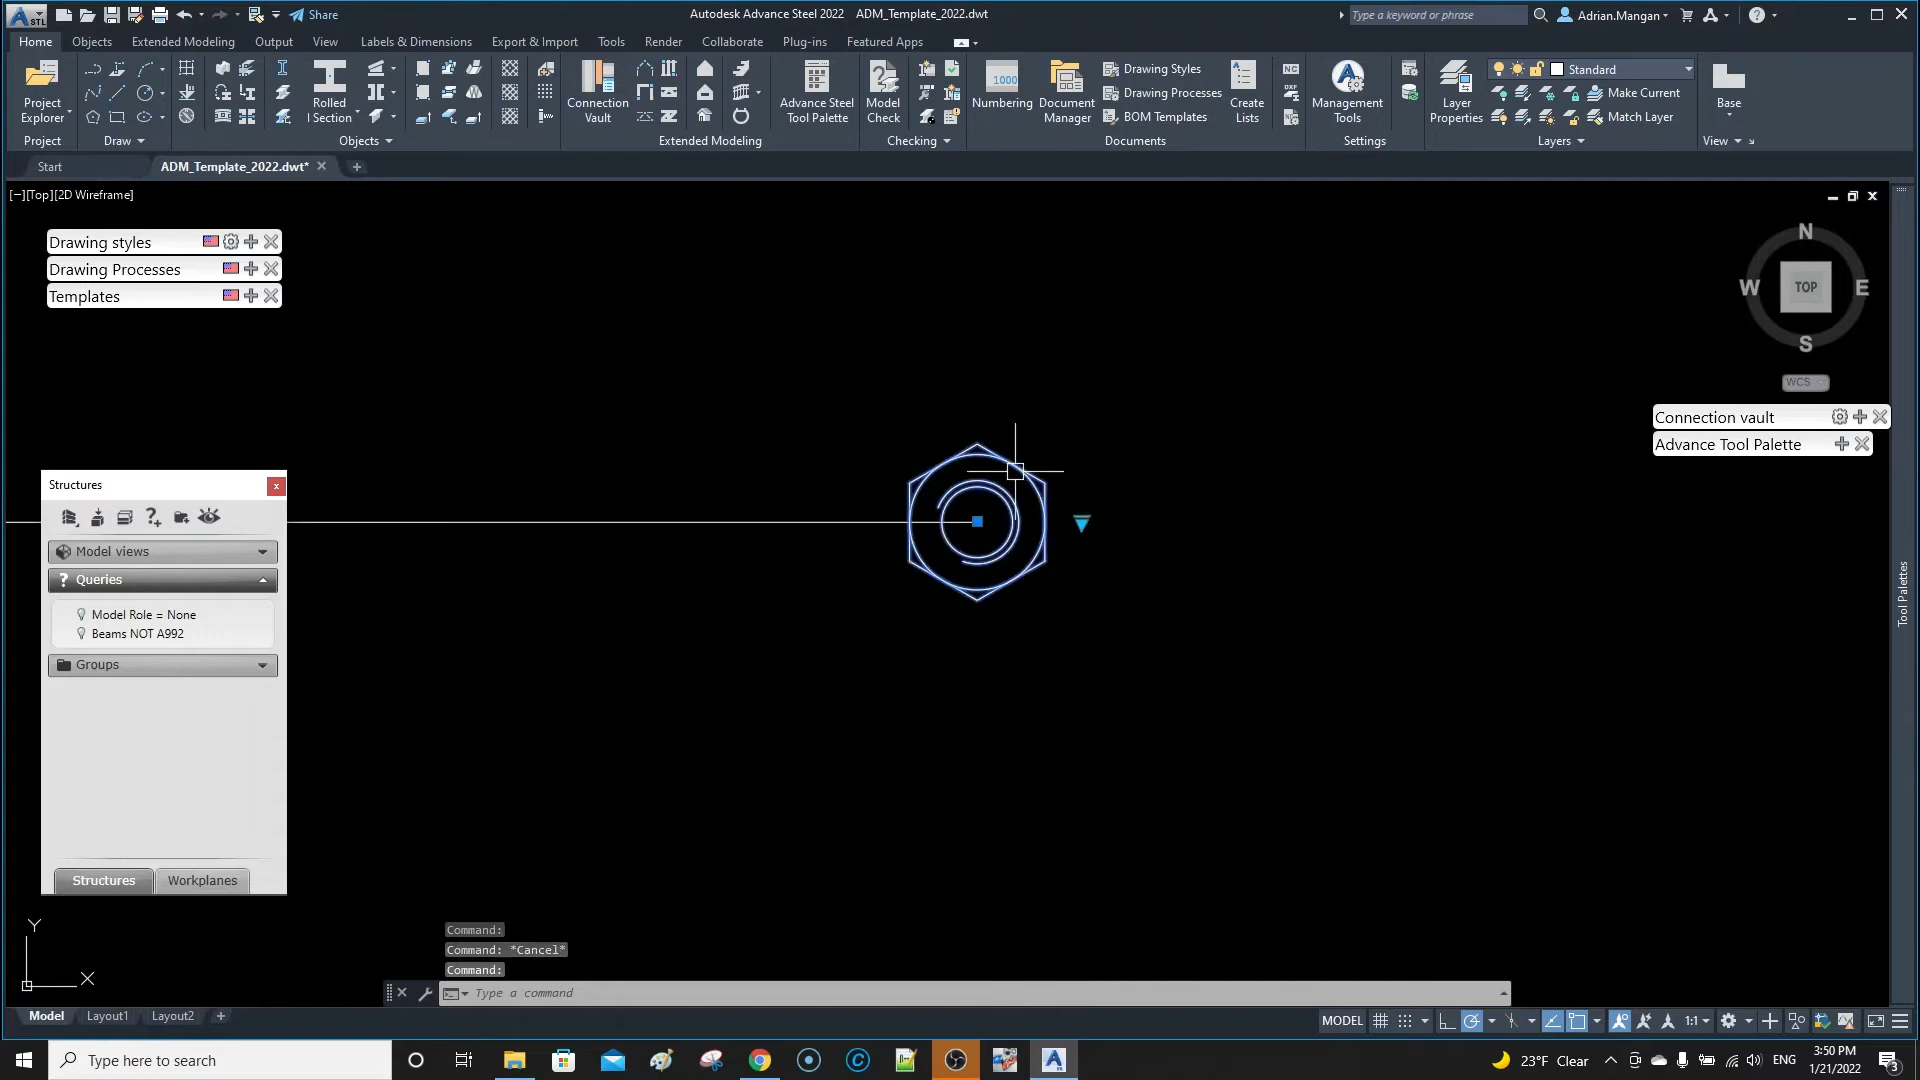 STL
Share
Autodesk Advance Steel 2022 ADM_Template_2022.dwt
Type a keyword or phrase
Adrian.Mangan
Home Objects Extended Modeling Output View Labels & Dimensions Export & Import Tools Render Collaborate Plug-ins Featured Apps
Project
Explorer
Project
Draw
Rolled
I Section
Objects
Connection
Vault
Extended Modeling
Advance Steel
Tool Palette
Model
Check
Checking
1000
Numbering
Document
Manager
Drawing Styles
Drawing Processes
BOM Templates
Create
Lists
NC
DXF
Documents
Management
Tools
Settings
Layer
Properties
Standard
Make Current
Match Layer
Layers
Base
View
Start
ADM_Template_2022.dwt*
[−][Top][2D Wireframe]
Drawing styles
Drawing Processes
Templates
N
W TOP E
S
WCS
Connection vault
Advance Tool Palette
Tool Palettes
Structures
Model views
Queries
Model Role = None
Beams NOT A992
Groups
Structures Workplanes
Y
X
Command:
Command: *Cancel*
Command:
Type a command
Model Layout1 Layout2
MODEL 1:1
Type here to search
23°F Clear
ENG
3:50 PM
1/21/2022
3